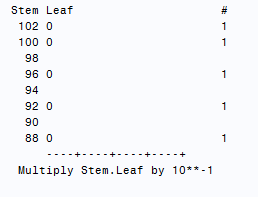 Stem Leaf #
102 0 1
100 0 1
98
96 0 1
94
92 0 1
90
88 0 1
----+----+----+----+
Multiply Stem.Leaf by 10**-1